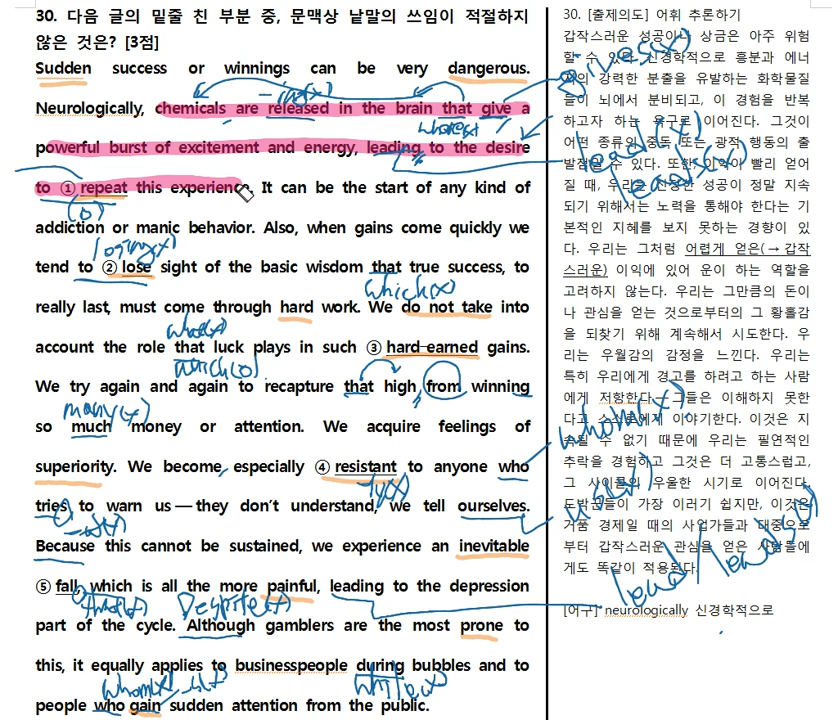 30. 다음 글의 밑줄 친 부분 중, 문맥상 낱말의 쓰임이 적절하지
않은 것은? [3점]
Sudden success or winnings can be very dangerous.
Neurologically, chemicals are released in the brain that give a
powerful burst of excitement and energy, leading to the desire
to ① repeat this experience. It can be the start of any kind of
addiction or manic behavior. Also, when gains come quickly we
tend to ② lose sight of the basic wisdom that true success, to
really last, must come through hard work. We do not take into
account the role that luck plays in such ③ hard-earned gains.
We try again and again to recapture that high from winning
so much money or attention. We acquire feelings of
superiority. We become especially ④ resistant to anyone who
tries to warn us — they don't understand, we tell ourselves.
Because this cannot be sustained, we experience an inevitable
⑤ fall, which is all the more painful, leading to the depression
part of the cycle. Although gamblers are the most prone to
this, it equally applies to businesspeople during bubbles and to
people who gain sudden attention from the public.
gives(x)
lead(x)
leads(x)
(o)
losing(x)
which(x)
what(x)
which(o)
many(x)
whom(x)
us(x)
that(x)
Despite(x)
lead/leads(x)
whom(x)
30. [출제의도] 어휘 추론하기
갑작스러운 성공이나 상금은 아주 위험
할 수 있다. 신경학적으로 흥분과 에너
지의 강력한 분출을 유발하는 화학물질
들이 뇌에서 분비되고, 이 경험을 반복
하고자 하는 욕구로 이어진다. 그것이
어떤 종류의 중독 또는 광적 행동의 출
발점일 수 있다. 또한, 이익이 빨리 얻어
질 때, 우리는 진정한 성공이 정말 지속
되기 위해서는 노력을 통해야 한다는 기
본적인 지혜를 보지 못하는 경향이 있
다. 우리는 그처럼 어렵게 얻은(→ 갑작
스러운) 이익에 있어 운이 하는 역할을
고려하지 않는다. 우리는 그만큼의 돈이
나 관심을 얻는 것으로부터의 그 황홀감
을 되찾기 위해 계속해서 시도한다. 우
리는 우월감의 감정을 느낀다. 우리는
특히 우리에게 경고를 하려고 하는 사람
에게 저항한다 그들은 이해하지 못한
다고 스스로에게 이야기한다. 이것은 지
속될 수 없기 때문에 우리는 필연적인
추락을 경험하고 그것은 더 고통스럽고,
그 사이클의 우울한 시기로 이어진다.
도박꾼들이 가장 이러기 쉽지만, 이것은
거품 경제일 때의 사업가들과 대중으로
부터 갑작스러운 관심을 얻은 사람들에
게도 똑같이 적용된다.
[어구] neurologically 신경학적으로